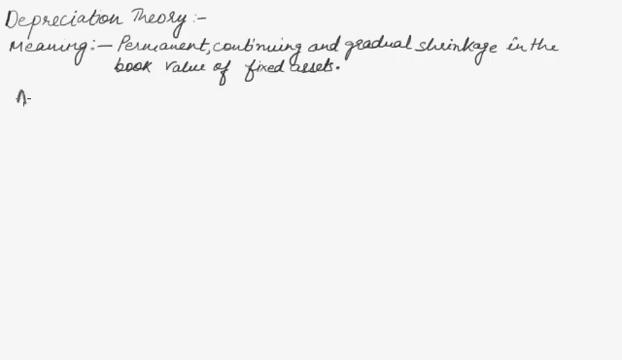 Depreciation Theory :-
Meaning :- Permanent, continuing and gradual shrinkage in the
book value of fixed assets.